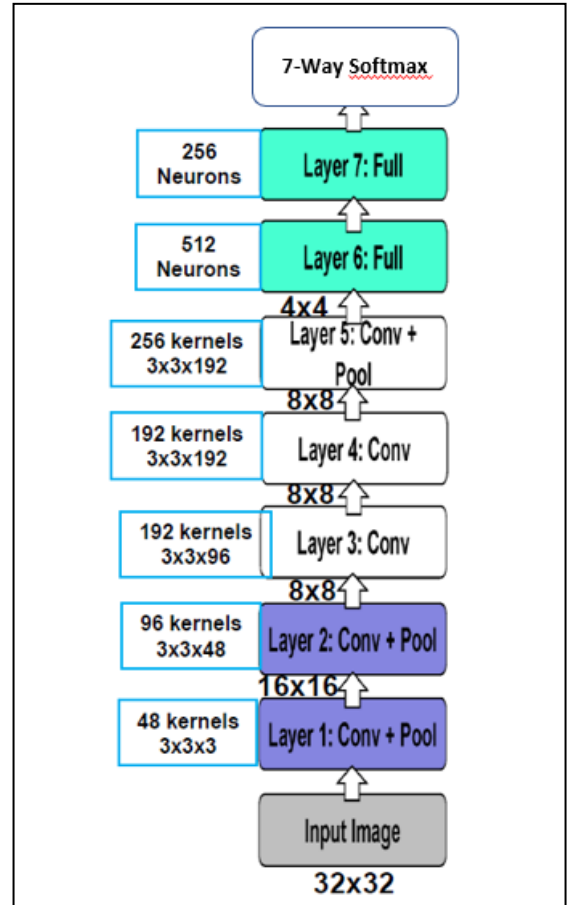 7-Way Softmax
256
Neurons
Layer 7: Full
512
Neurons
Layer 6: Full
4x4
256 kernels
3x3x192
Layer 5: Conv +
Pool
8x8
192 kernels
3x3x192
Layer 4: Conv
8x8
192 kernels
3x3x96
Layer 3: Conv
8x8
96 kernels
3x3x48
Layer 2: Conv + Pool
16x16
48 kernels
3x3x3
Layer 1: Conv + Pool
Input Image
32x32